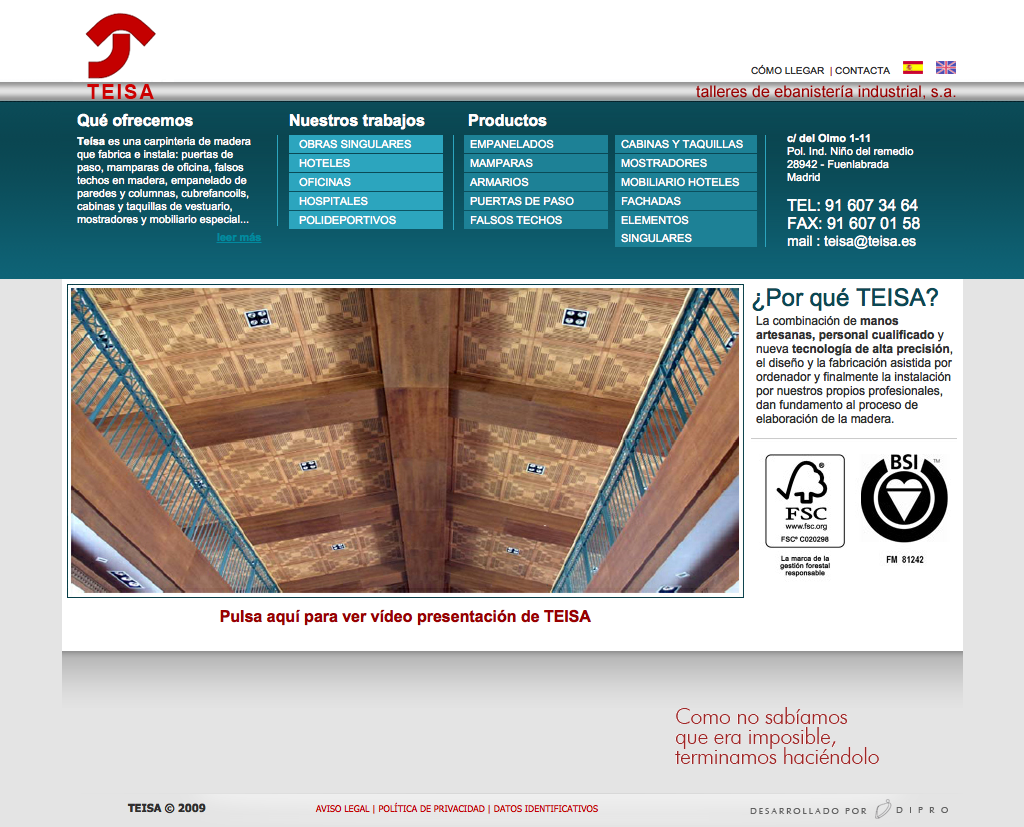 TEISA
CÓMO LLEGAR | CONTACTA
talleres de ebanistería industrial, s.a.
Qué ofrecemos
Teísa es una carpinteria de madera
que fabrica e instala: puertas de
paso, mamparas de oficina, falsos
techos en madera, empanelado de
paredes y columnas, cubrefancoils,
cabinas y taquillas de vestuario,
mostradores y mobiliario especial...
leer más
Nuestros trabajos
OBRAS SINGULARES
HOTELES
OFICINAS
HOSPITALES
POLIDEPORTIVOS
Productos
EMPANELADOS
MAMPARAS
ARMARIOS
PUERTAS DE PASO
FALSOS TECHOS
CABINAS Y TAQUILLAS
MOSTRADORES
MOBILIARIO HOTELES
FACHADAS
ELEMENTOS
SINGULARES
c/ del Olmo 1-11
Pol. Ind. Niño del remedio
28942 - Fuenlabrada
Madrid
TEL: 91 607 34 64
FAX: 91 607 01 58
mail : teisa@teisa.es
¿Por qué TEISA?
La combinación de manos
artesanas, personal cualificado y
nueva tecnología de alta precisión,
el diseño y la fabricación asistida por
ordenador y finalmente la instalación
por nuestros propios profesionales,
dan fundamento al proceso de
elaboración de la madera.
FSC
www.fsc.org
FSC® C020298
La marca de la
gestión forestal
responsable
BSI ™
FM 81242
Pulsa aquí para ver vídeo presentación de TEISA
Como no sabíamos
que era imposible,
terminamos haciéndolo
TEISA © 2009
AVISO LEGAL | POLÍTICA DE PRIVACIDAD | DATOS IDENTIFICATIVOS
DESARROLLADO POR DIPRO